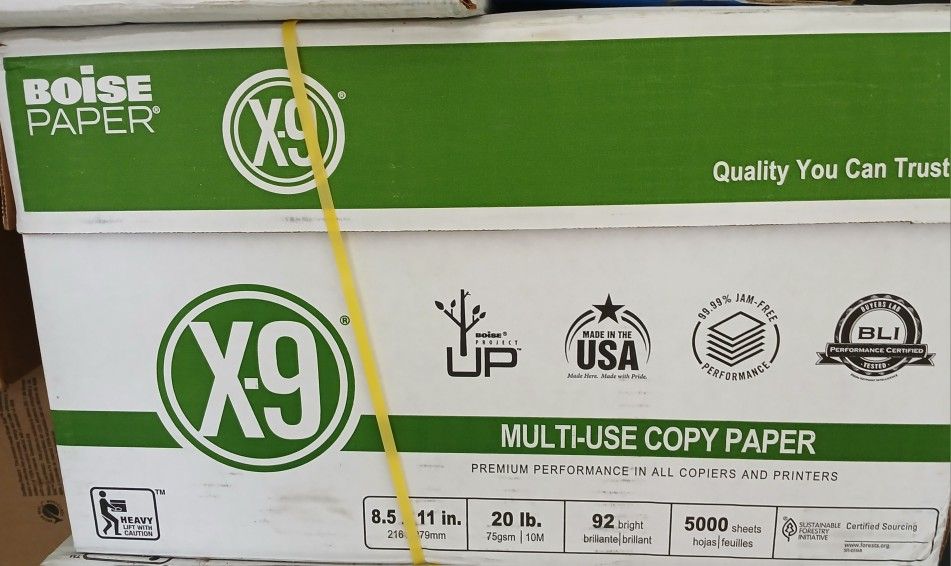 BOISE
PAPER®
X-9®
Quality You Can Trust
X-9®
BOISE®
PROJECT
UP™
MADE IN THE
USA
Made Here. Made with Pride.
99.99% JAM-FREE
PERFORMANCE
BUYERS LAB
BLI
PERFORMANCE CERTIFIED
TESTED
MULTI-USE COPY PAPER
PREMIUM PERFORMANCE IN ALL COPIERS AND PRINTERS
HEAVY
LIFT WITH
CAUTION
TM
8.5 11 in.
216 79mm
20 lb.
75gsm | 10M
92 bright
brillante|brillant
5000 sheets
hojas|feuilles
SUSTAINABLE
FORESTRY
INITIATIVE
Certified Sourcing
www.forests.org